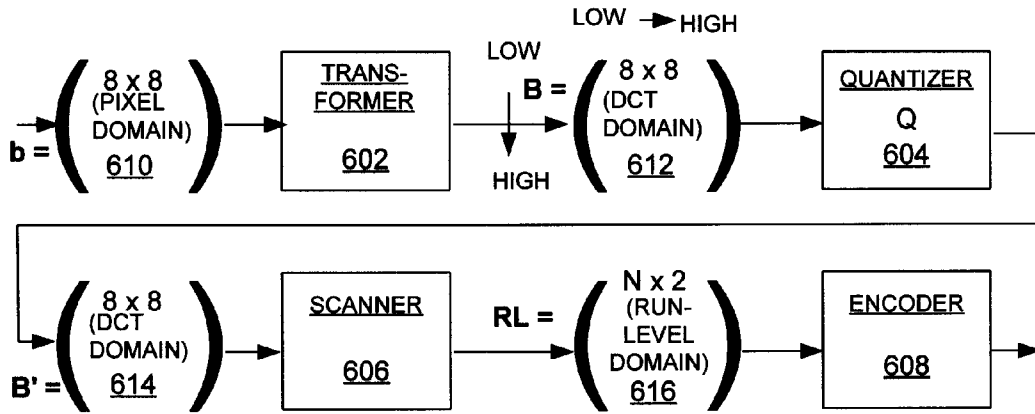 LOW HIGH
LOW
b =
8 x 8
(PIXEL
DOMAIN)
610
TRANS-
FORMER
602
HIGH
B =
8 x 8
(DCT
DOMAIN)
612
QUANTIZER
Q
604
B' =
8 x 8
(DCT
DOMAIN)
614
SCANNER
606
RL =
N x 2
(RUN-
LEVEL
DOMAIN)
616
ENCODER
608